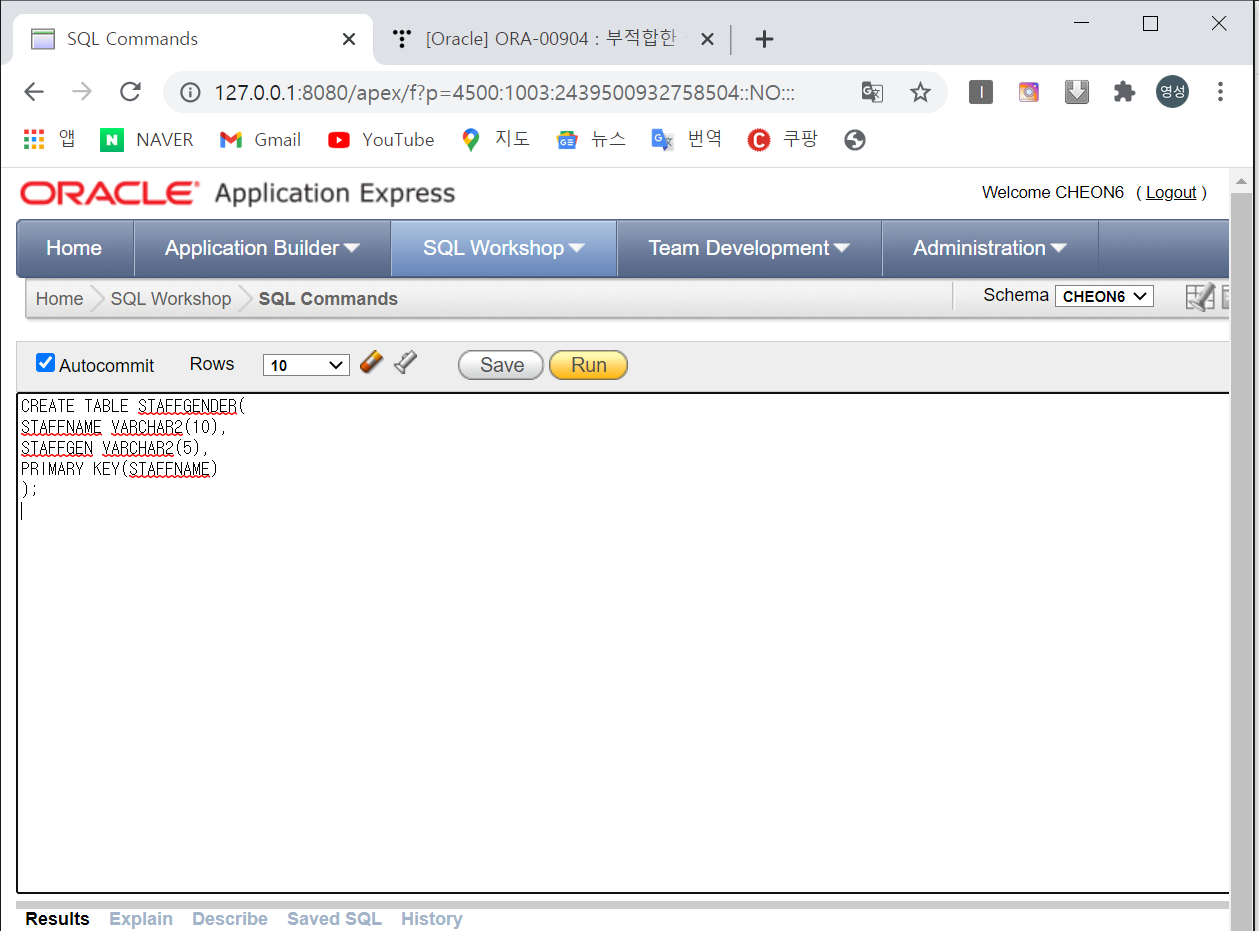 SQL Commands
[Oracle] ORA-00904 : 부적합한
127.0.0.1:8080/apex/f?p=4500:1003:2439500932758504::NO:::
영성
앱 NAVER Gmail YouTube 지도 뉴스 번역 쿠팡
ORACLE Application Express
Welcome CHEON6 ( Logout )
Home Application Builder SQL Workshop Team Development Administration
Home SQL Workshop SQL Commands
Schema CHEON6
Autocommit Rows 10 Save Run
CREATE TABLE STAFFGENDER(
STAFFNAME VARCHAR2(10),
STAFFGEN VARCHAR2(5),
PRIMARY KEY(STAFFNAME)
);
Results Explain Describe Saved SQL History